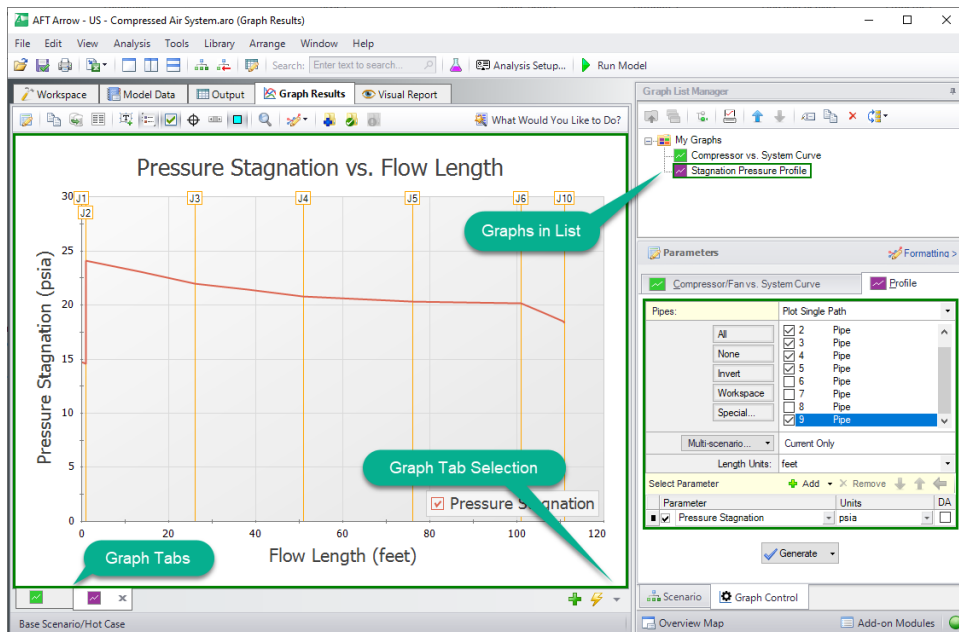 AFT Arrow - US - Compressed Air System.aro (Graph Results)
File Edit View Analysis Tools Library Arrange Window Help
Search: Enter text to search... Analysis Setup... Run Model
Workspace Model Data Output Graph Results Visual Report
What Would You Like to Do?
Pressure Stagnation vs. Flow Length
J1 J3 J4 J5 J6 J10
J2
Pressure Stagnation (psia)
30
25
20
15
10
5
0
0 20 40 60 80 100 120
Flow Length (feet)
Pressure Stagnation
Graphs in List
Graph Tab Selection
Graph Tabs
Base Scenario/Hot Case
Graph List Manager
My Graphs
Compressor vs. System Curve
Stagnation Pressure Profile
Parameters Formatting >
Compressor/Fan vs. System Curve Profile
Pipes: Plot Single Path
All
None
Invert
Workspace
Special...
2 Pipe
3 Pipe
4 Pipe
5 Pipe
6 Pipe
7 Pipe
8 Pipe
9 Pipe
Multi-scenario... Current Only
Length Units: feet
Select Parameter Add Remove
Parameter Units DA
Pressure Stagnation psia
Generate
Scenario Graph Control
Overview Map Add-on Modules